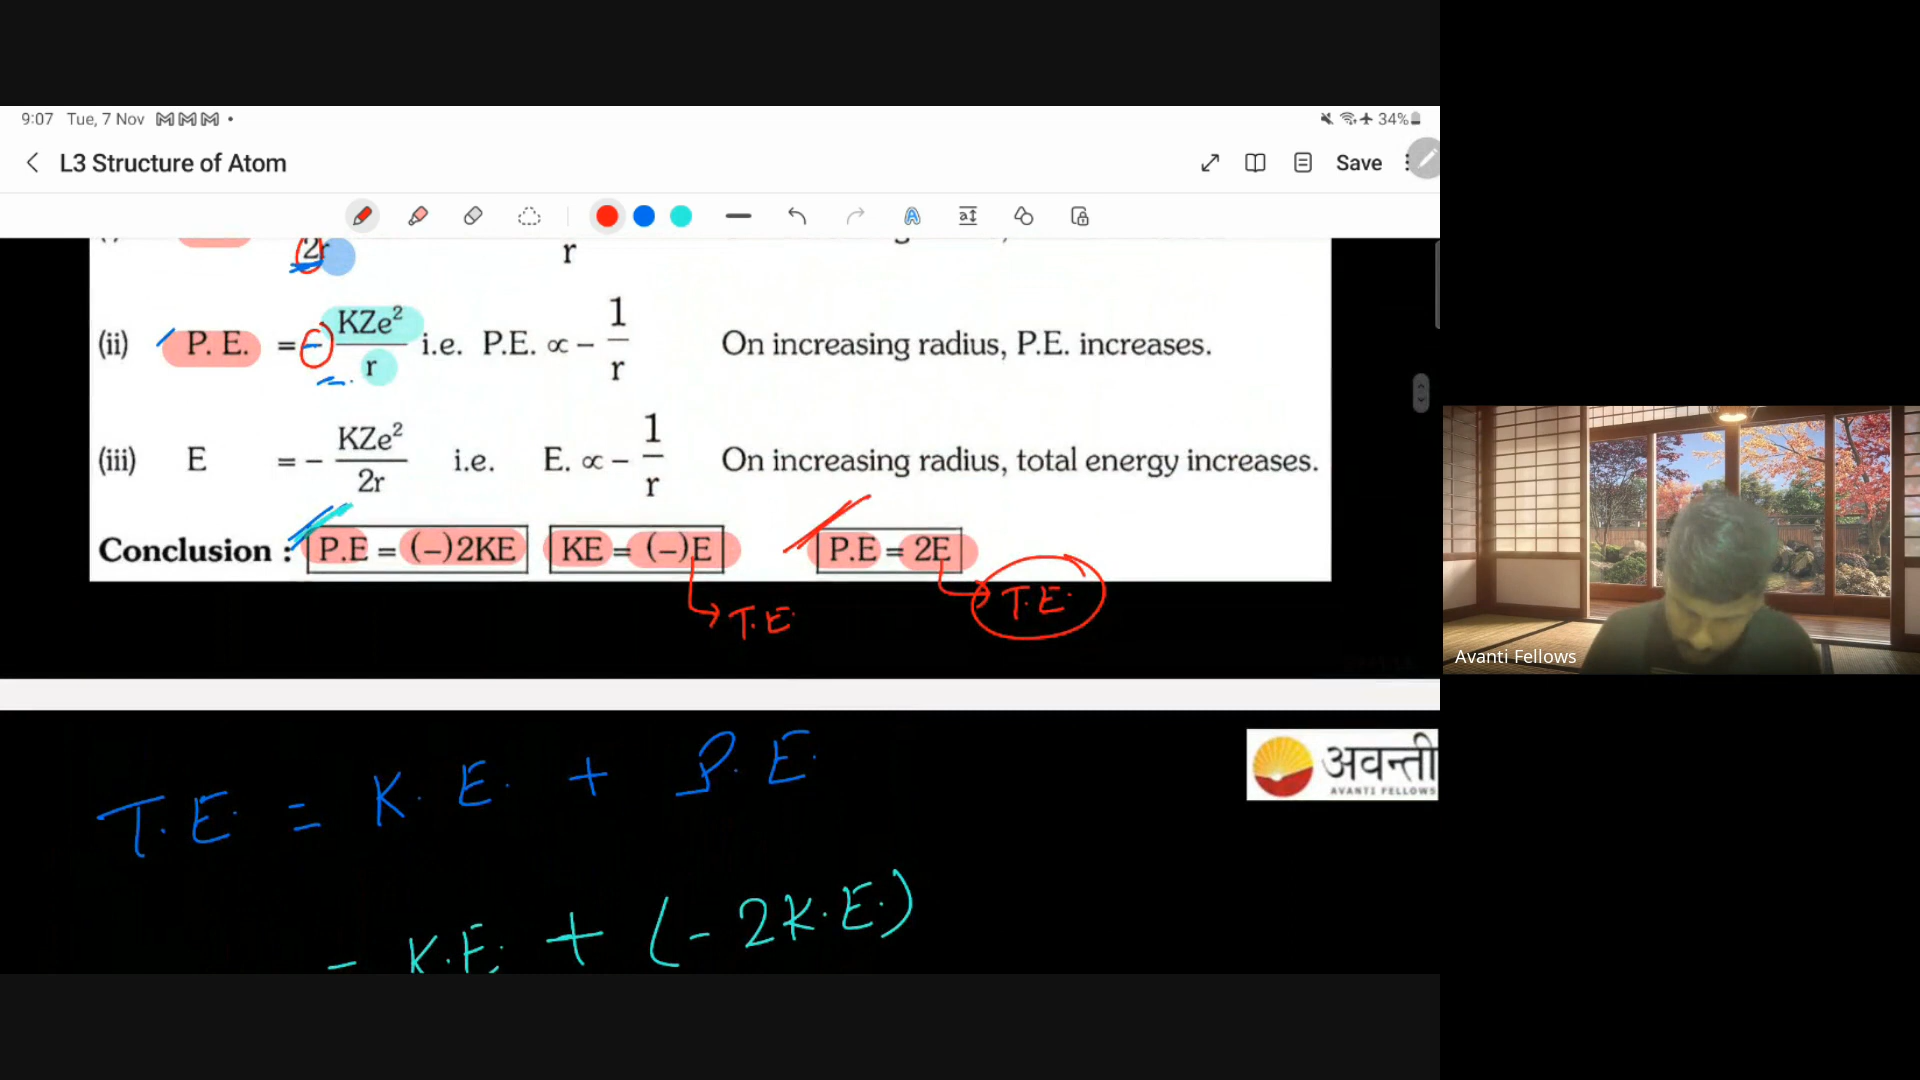 9:07 Tue, 7 Nov 34%
L3 Structure of Atom Save
2r r
(ii) P. E. = – KZe²/r i.e. P.E. ∝ – 1/r On increasing radius, P.E. increases.
(iii) E = – KZe²/2r i.e. E. ∝ – 1/r On increasing radius, total energy increases.
Conclusion : P.E = (–)2KE KE = (–)E P.E = 2E
T.E. T.E.
Avanti Fellows
T.E. = K.E. + P.E.
अवन्ती
AVANTI FELLOWS
= K.E. + (-2K.E.)